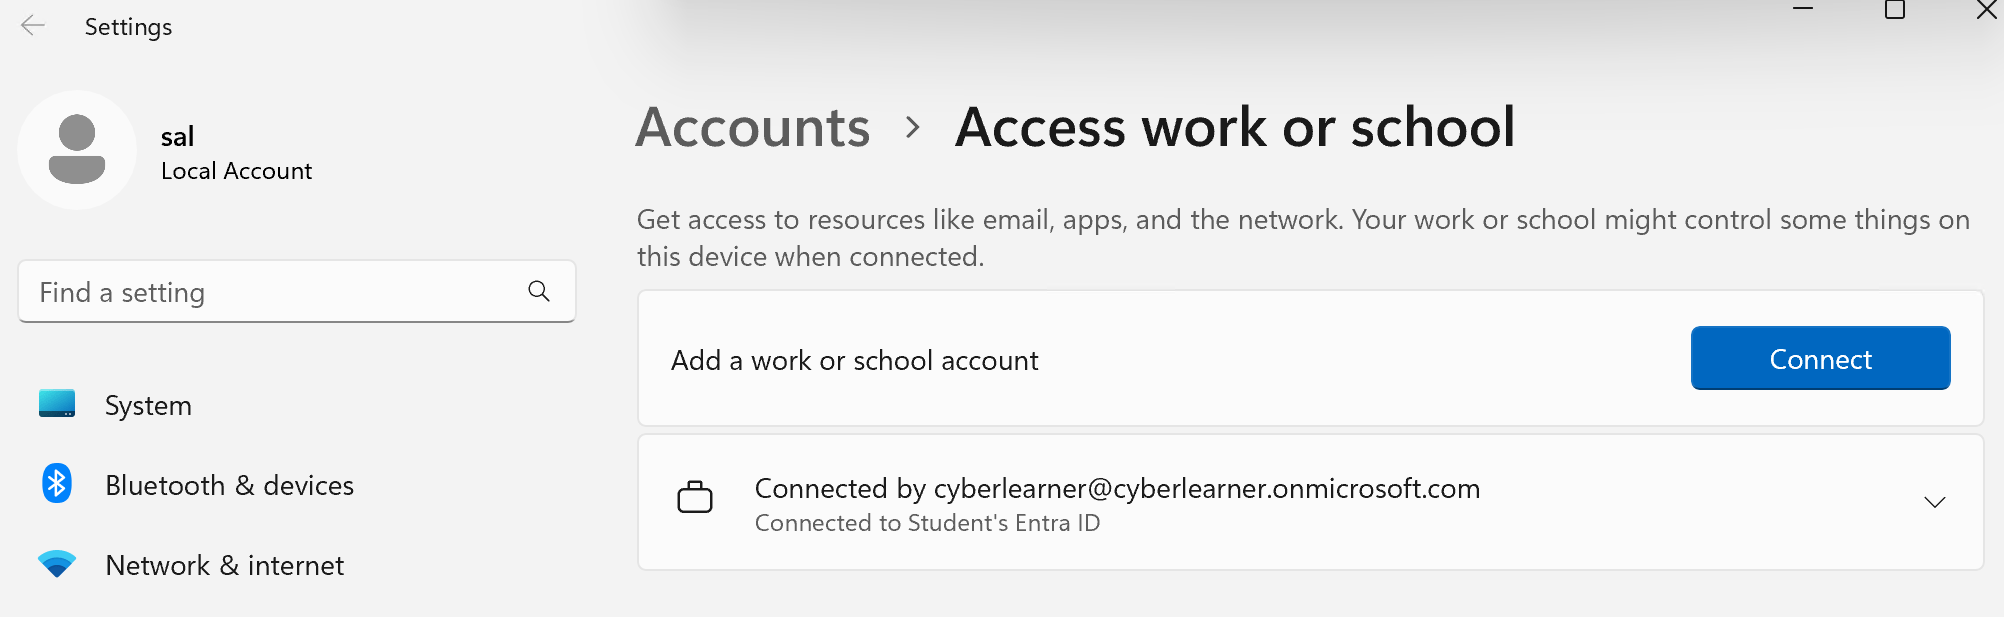 Settings
sal
Local Account
Find a setting
System
Bluetooth & devices
Network & internet
Accounts > Access work or school
Get access to resources like email, apps, and the network. Your work or school might control some things on
this device when connected.
Add a work or school account
Connect
Connected by cyberlearner@cyberlearner.onmicrosoft.com
Connected to Student's Entra ID